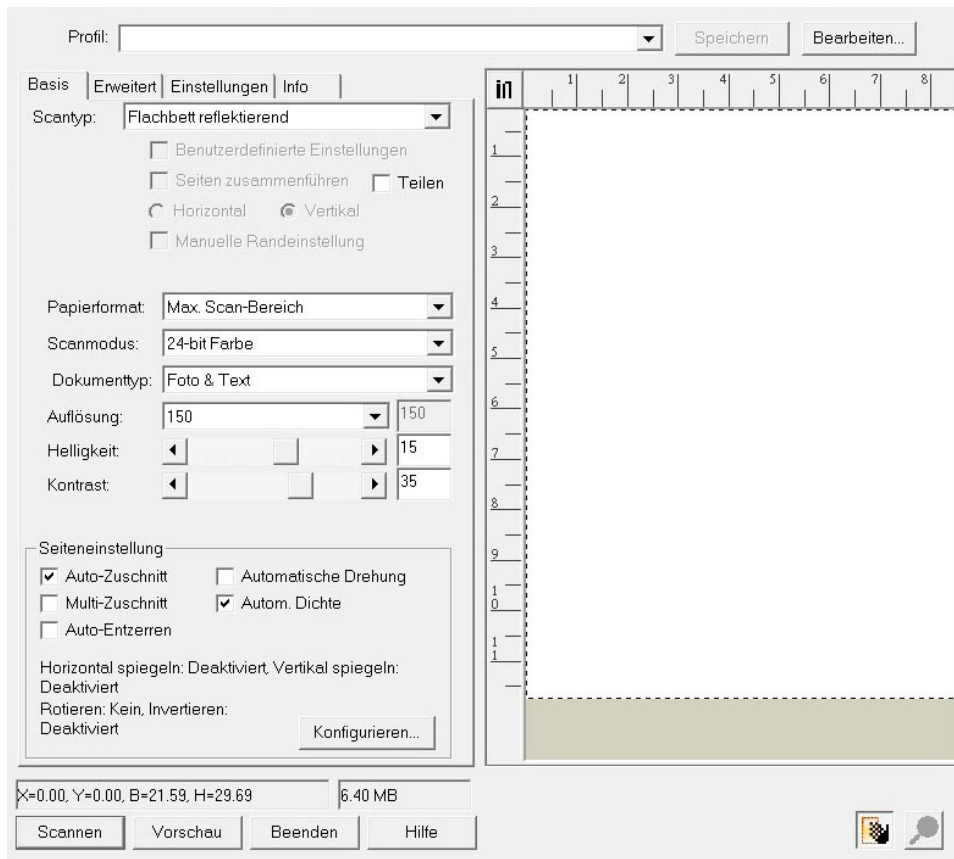 Profil:
Speichern
Bearbeiten...
Basis
Erweitert
Einstellungen
Info
Scantyp: Flachbett reflektierend
Benutzerdefinierte Einstellungen
Seiten zusammenführen
Teilen
Horizontal
Vertikal
Manuelle Randeinstellung
Papierformat: Max. Scan-Bereich
Scanmodus: 24-bit Farbe
Dokumenttyp: Foto & Text
Auflösung: 150 150
Helligkeit: 15
Kontrast: 35
Seiteneinstellung
Auto-Zuschnitt
Automatische Drehung
Multi-Zuschnitt
Autom. Dichte
Auto-Entzerren
Horizontal spiegeln: Deaktiviert, Vertikal spiegeln:
Deaktiviert
Rotieren: Kein, Invertieren:
Deaktiviert
Konfigurieren...
X=0.00, Y=0.00, B=21.59, H=29.69
6.40 MB
Scannen
Vorschau
Beenden
Hilfe
in
1 2 3 4 5 6 7 8
1
2
3
4
5
6
7
8
9
10
11